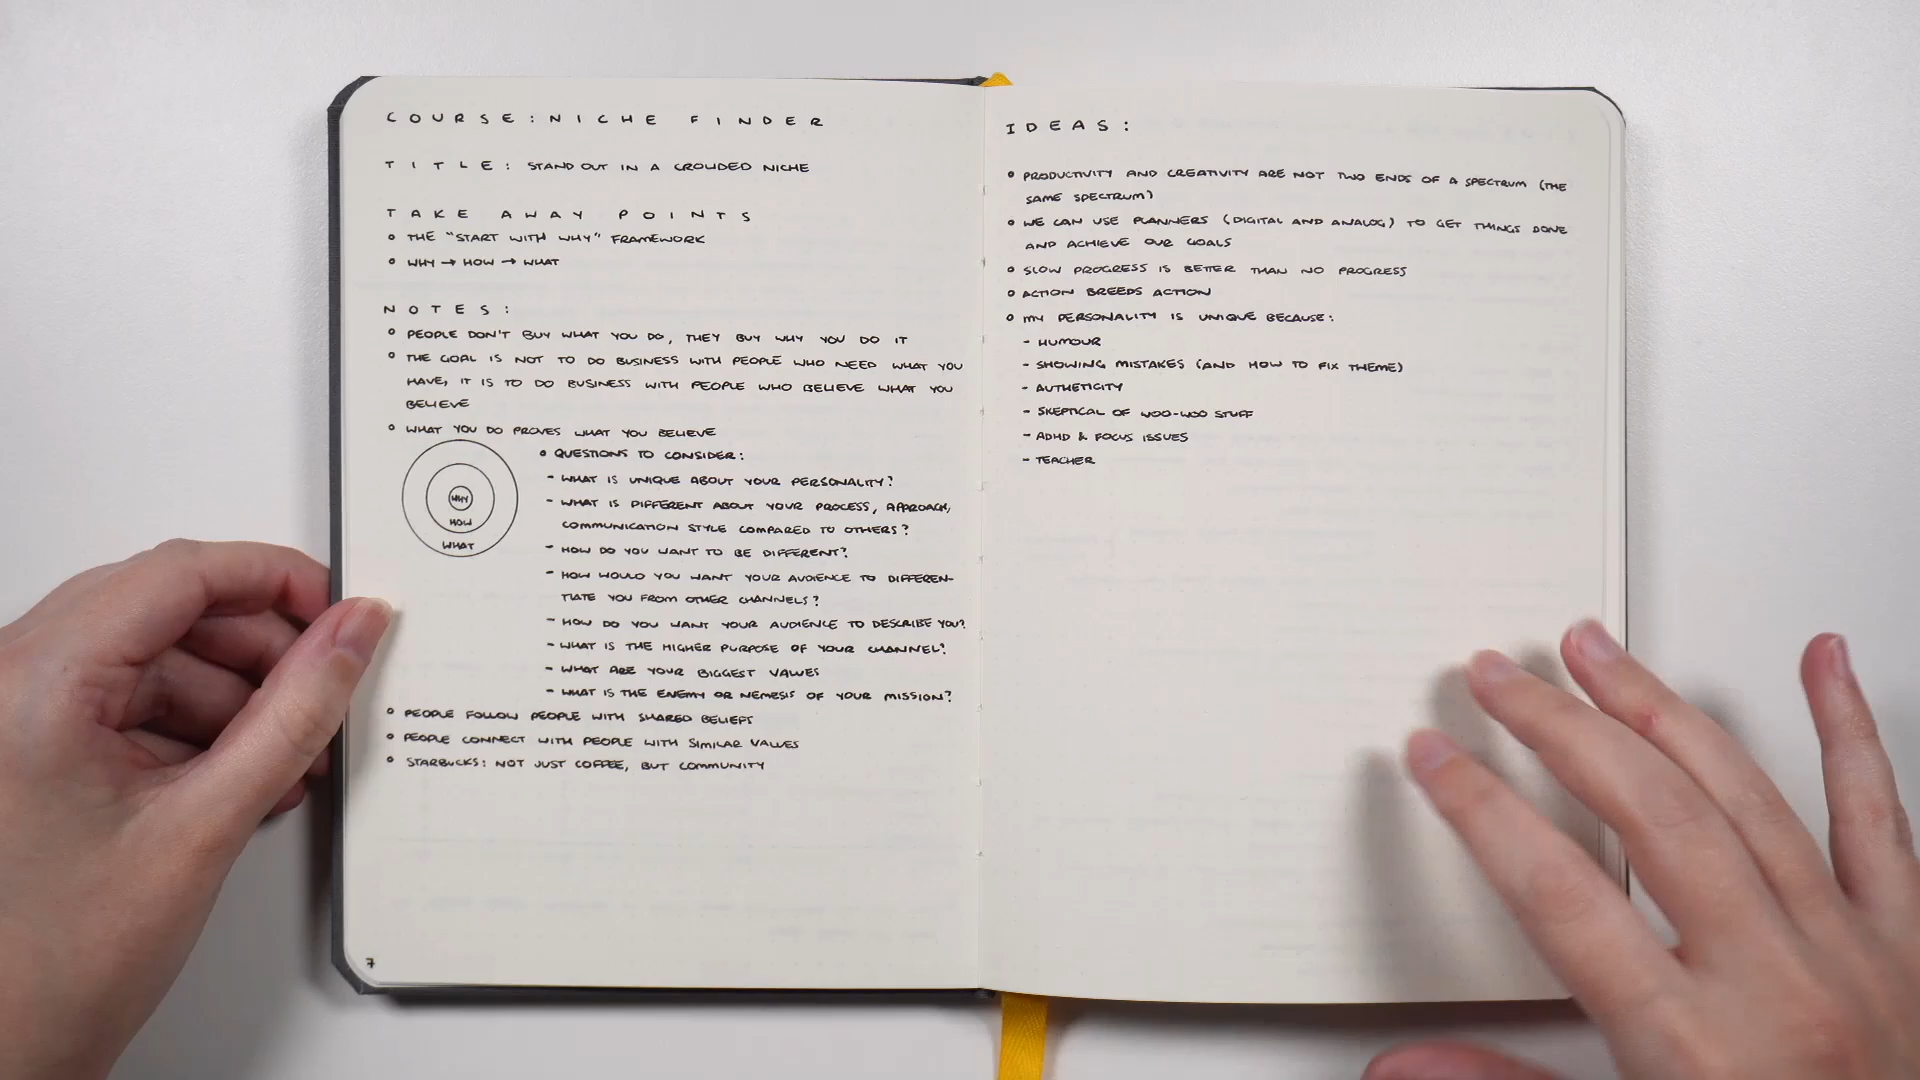 COURSE: NICHE FINDER
TITLE: STAND OUT IN A CROWDED NICHE
TAKE AWAY POINTS
° THE "START WITH WHY" FRAMEWORK
° WHY → HOW → WHAT
NOTES:
° PEOPLE DON'T BUY WHAT YOU DO, THEY BUY WHY YOU DO IT
° THE GOAL IS NOT TO DO BUSINESS WITH PEOPLE WHO NEED WHAT YOU
HAVE, IT IS TO DO BUSINESS WITH PEOPLE WHO BELIEVE WHAT YOU
BELIEVE
° WHAT YOU DO PROVES WHAT YOU BELIEVE
WHY
HOW
WHAT
° QUESTIONS TO CONSIDER:
- WHAT IS UNIQUE ABOUT YOUR PERSONALITY?
- WHAT IS DIFFERENT ABOUT YOUR PROCESS, APPROACH,
COMMUNICATION STYLE COMPARED TO OTHERS?
- HOW DO YOU WANT TO BE DIFFERENT?
- HOW WOULD YOU WANT YOUR AUDIENCE TO DIFFEREN-
TIATE YOU FROM OTHER CHANNELS?
- HOW DO YOU WANT YOUR AUDIENCE TO DESCRIBE YOU?
- WHAT IS THE HIGHER PURPOSE OF YOUR CHANNEL?
- WHAT ARE YOUR BIGGEST VALUES
- WHAT IS THE ENEMY OR NEMESIS OF YOUR MISSION?
° PEOPLE FOLLOW PEOPLE WITH SHARED BELIEFS
° PEOPLE CONNECT WITH PEOPLE WITH SIMILAR VALUES
° STARBUCKS: NOT JUST COFFEE, BUT COMMUNITY
7
IDEAS:
° PRODUCTIVITY AND CREATIVITY ARE NOT TWO ENDS OF A SPECTRUM (THE
SAME SPECTRUM)
° WE CAN USE PLANNERS (DIGITAL AND ANALOG) TO GET THINGS DONE
AND ACHIEVE OUR GOALS
° SLOW PROGRESS IS BETTER THAN NO PROGRESS
° ACTION BREEDS ACTION
° MY PERSONALITY IS UNIQUE BECAUSE:
- HUMOUR
- SHOWING MISTAKES (AND HOW TO FIX THEME)
- AUTHETICITY
- SKEPTICAL OF WOO-WOO STUFF
- ADHD & FOCUS ISSUES
- TEACHER